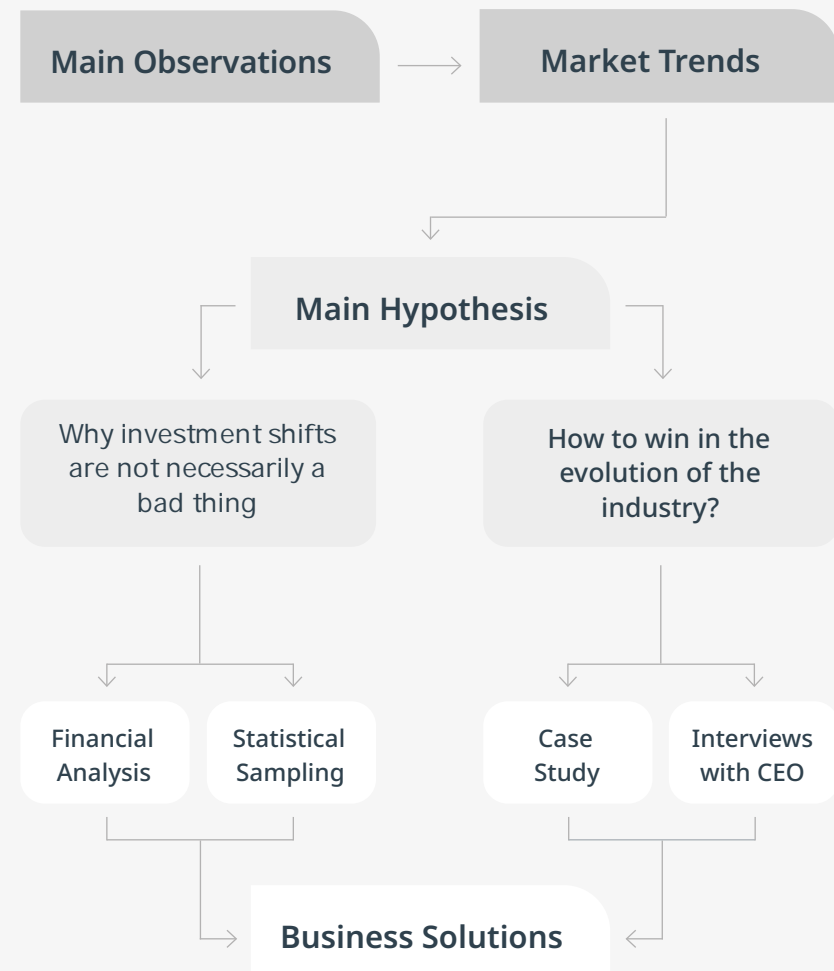 Main Observations
Market Trends
Main Hypothesis
Why investment shifts
are not necessarily a
bad thing
How to win in the
evolution of the
industry?
Financial
Analysis
Statistical
Sampling
Case
Study
Interviews
with CEO
Business Solutions